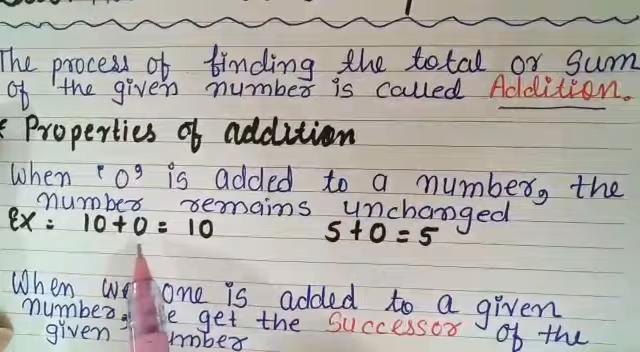 The process of finding the total or sum
of the given number is called Addition.
Properties of addition
When '0' is added to a number, the
number remains unchanged
Ex: 10+0=10 5+0=5
When one is added to a given
number, get the successor of the
given